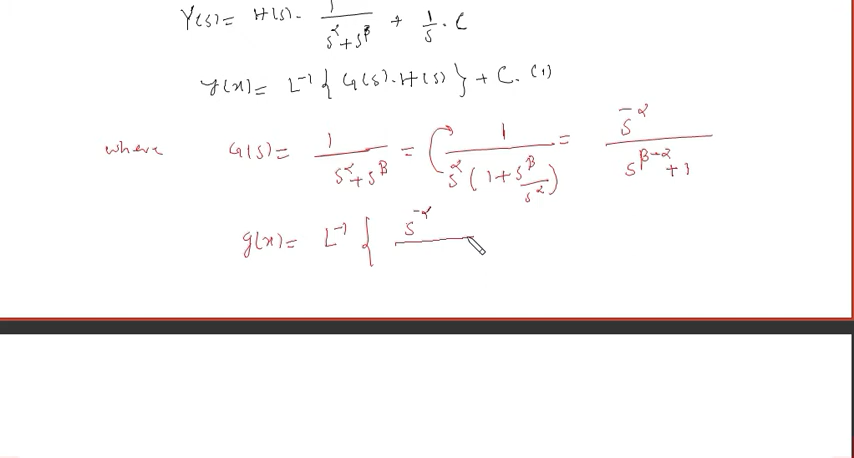 Y(s) = H(s) · 1/(s^α + s^β) + 1/s · C
y(x) = L^-1 { G(s) · H(s) } + C · (1)
where G(s) = 1/(s^α + s^β) = 1/(s^α (1 + s^β/s^α)) = s^-α/(s^β-α + 1)
g(x) = L^-1 { s^-α